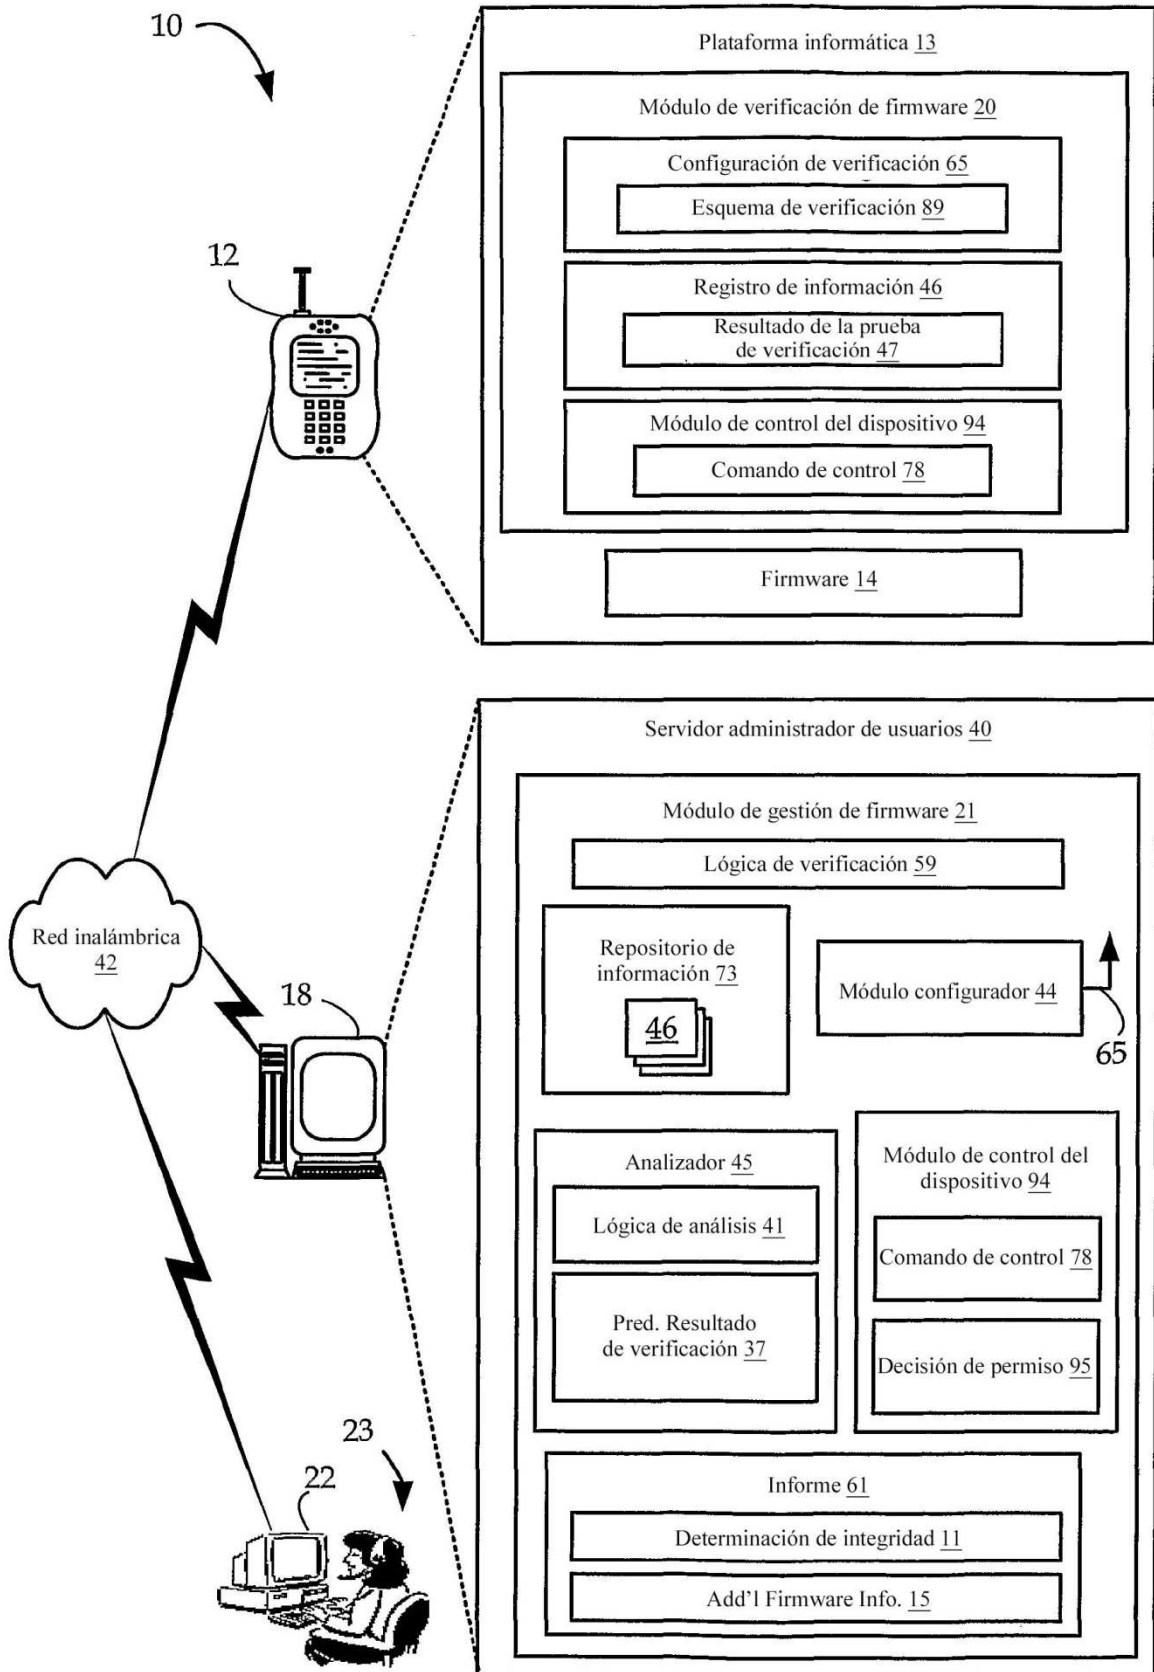 10
Plataforma informática 13
Módulo de verificación de firmware 20
Configuración de verificación 65
Esquema de verificación 89
12
Registro de información 46
Resultado de la prueba
de verificación 47
Módulo de control del dispositivo 94
Comando de control 78
Firmware 14
Servidor administrador de usuarios 40
Módulo de gestión de firmware 21
Lógica de verificación 59
Red inalámbrica
42
Repositorio de
información 73
46
Módulo configurador 44
65
18
Analizador 45
Lógica de análisis 41
Pred. Resultado
de verificación 37
Módulo de control del
dispositivo 94
Comando de control 78
Decisión de permiso 95
23
22
Informe 61
Determinación de integridad 11
Add'l Firmware Info. 15